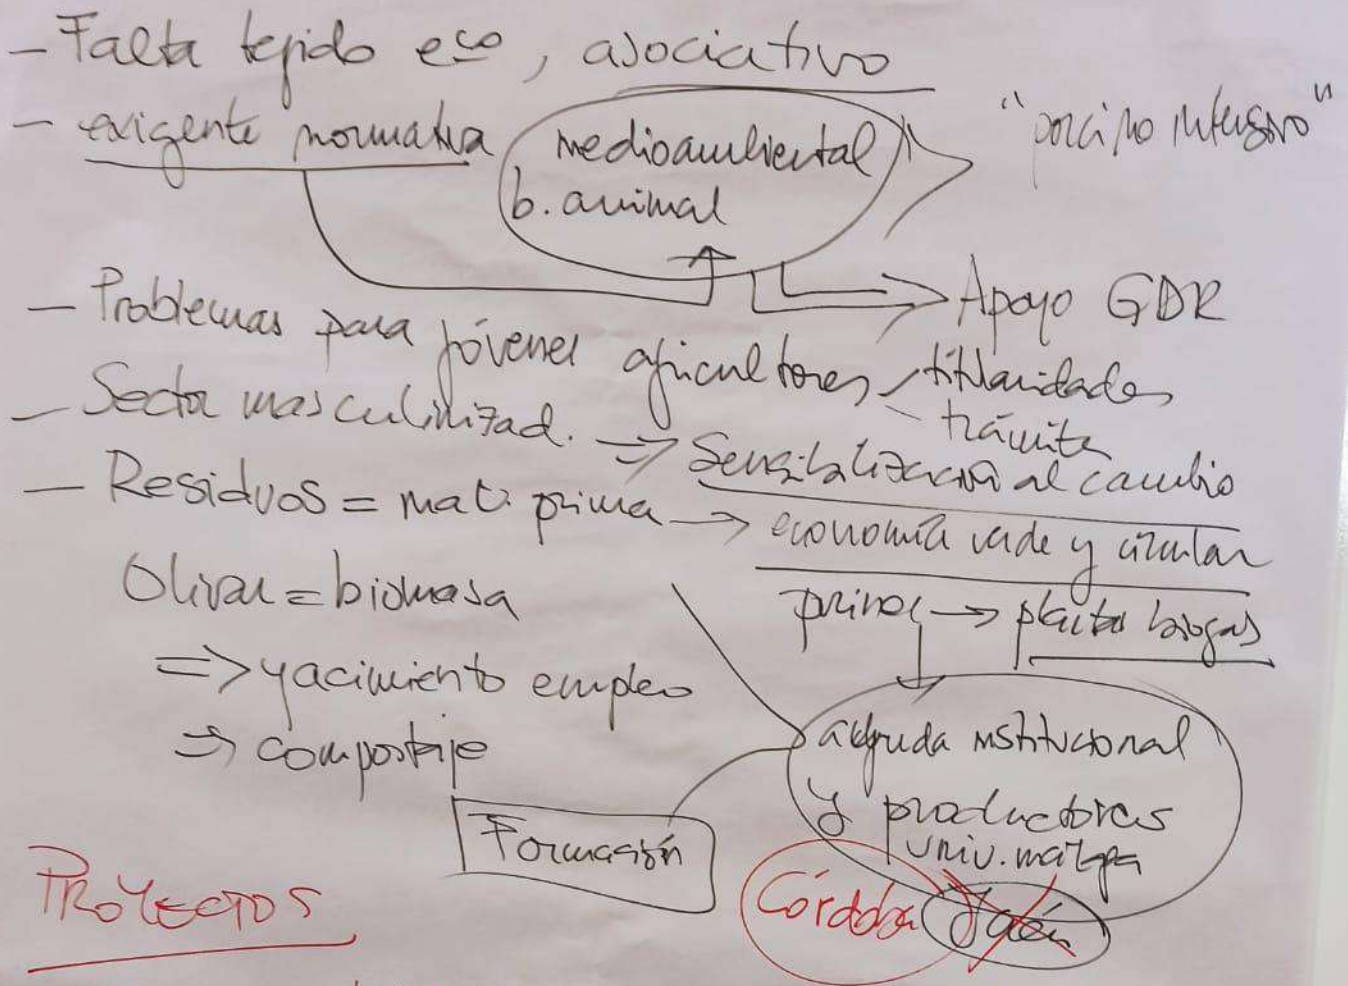 - Falta tejido eco, asociativo
- exigente normativa medioambiental
b. animal
"porcino intensivo"
Apoyo GDR
- Problemas para jóvenes agricultores - titularidades
- trámites
- Sector masculinizad. => Sensibilización al cambio
- Residuos = mat. prima -> economía verde y circular
Olivar = biomasa
purines -> planta biogas
=> yacimiento empleo
=> compostaje
ayuda institucional
y productores
univ. málaga
Formación
Córdoba Jaén
PROYECTOS